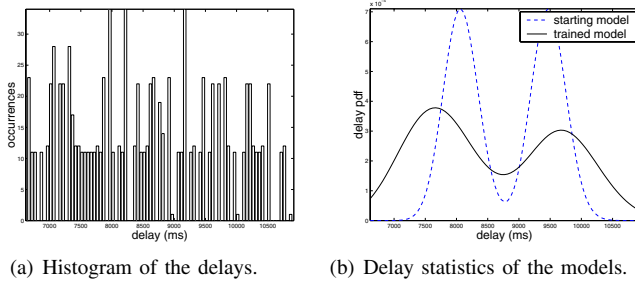 occurrences
30
25
20
15
10
5
0
7000 7500 8000 8500 9000 9500 10000 10500
delay (ms)
(a) Histogram of the delays.
starting model
trained model
delay pdf
7
6
5
4
3
2
1
0
7000 7500 8000 8500 9000 9500 10000 10500
delay (ms)
(b) Delay statistics of the models.